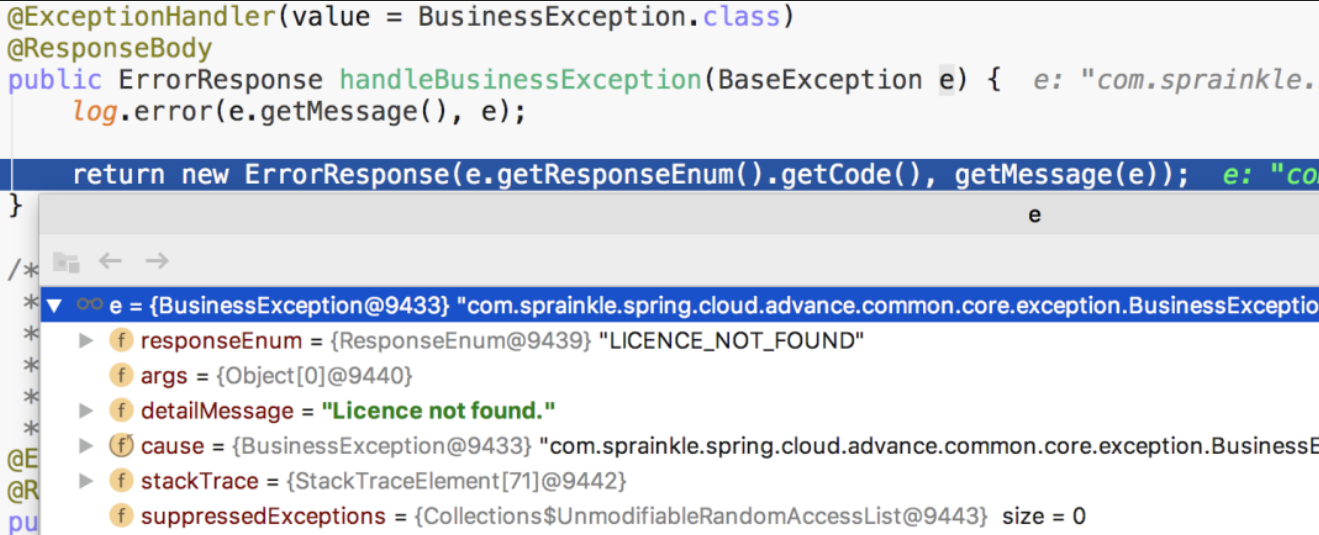 @ExceptionHandler(value = BusinessException.class)
@ResponseBody
public ErrorResponse handleBusinessException(BaseException e) {  e: "com.sprainkle.
log.error(e.getMessage(), e);
return new ErrorResponse(e.getResponseEnum().getCode(), getMessage(e));  e: "co
}
e
/*
*
e = {BusinessException@9433} "com.sprainkle.spring.cloud.advance.common.core.exception.BusinessExceptio
* responseEnum = {ResponseEnum@9439} "LICENCE_NOT_FOUND"
* args = {Object[0]@9440}
* detailMessage = "Licence not found."
* cause = {BusinessException@9433} "com.sprainkle.spring.cloud.advance.common.core.exception.BusinessE
@E
@R stackTrace = {StackTraceElement[71]@9442}
pu suppressedExceptions = {Collections$UnmodifiableRandomAccessList@9443} size = 0